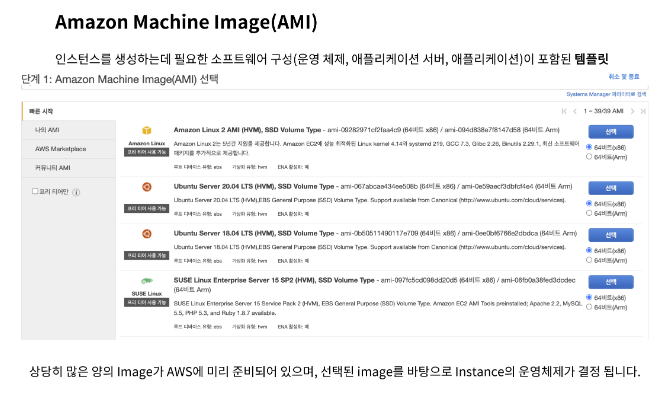 Amazon Machine Image(AMI)
인스턴스를 생성하는데 필요한 소프트웨어 구성(운영 체제, 애플리케이션 서버, 애플리케이션)이 포함된 템플릿
단계 1: Amazon Machine Image(AMI) 선택
취소 및 종료
Systems Manager 파라미터로 검색
빠른 시작
1 ~ 39/39 AMI
나의 AMI
AWS Marketplace
커뮤니티 AMI
프리 티어만
Amazon Linux
프리 티어 사용 가능
Amazon Linux 2 AMI (HVM), SSD Volume Type - ami-09282971cf2faa4c9 (64비트 x86) / ami-094d838e7f8147d58 (64비트 Arm)
Amazon Linux 2는 5년간 지원을 제공합니다. Amazon EC2에 성능 최적화된 Linux kernel 4.14와 systemd 219, GCC 7.3, Glibc 2.26, Binutils 2.29.1, 최신 소프트웨어
패키지를 추가적으로 제공합니다.
루트 디바이스 유형: ebs 가상화 유형: hvm ENA 활성화: 예
선택
64비트(x86)
64비트(Arm)
프리 티어 사용 가능
Ubuntu Server 20.04 LTS (HVM), SSD Volume Type - ami-067abcae434ee508b (64비트 x86) / ami-0e59aecf3dbfcf4e4 (64비트 Arm)
Ubuntu Server 20.04 LTS (HVM),EBS General Purpose (SSD) Volume Type. Support available from Canonical (http://www.ubuntu.com/cloud/services).
루트 디바이스 유형: ebs 가상화 유형: hvm ENA 활성화: 예
선택
64비트(x86)
64비트(Arm)
프리 티어 사용 가능
Ubuntu Server 18.04 LTS (HVM), SSD Volume Type - ami-0b50511490117e709 (64비트 x86) / ami-0ee0bf6766e2dbdca (64비트 Arm)
Ubuntu Server 18.04 LTS (HVM),EBS General Purpose (SSD) Volume Type. Support available from Canonical (http://www.ubuntu.com/cloud/services).
루트 디바이스 유형: ebs 가상화 유형: hvm ENA 활성화: 예
선택
64비트(x86)
64비트(Arm)
SUSE Linux
프리 티어 사용 가능
SUSE Linux Enterprise Server 15 SP2 (HVM), SSD Volume Type - ami-097fc5cd098dd20d6 (64비트 x86) / ami-08fb0a38fed3dcdec
(64비트 Arm)
SUSE Linux Enterprise Server 15 Service Pack 2 (HVM), EBS General Purpose (SSD) Volume Type. Amazon EC2 AMI Tools preinstalled; Apache 2.2, MySQL
5.5, PHP 5.3, and Ruby 1.8.7 available.
루트 디바이스 유형: ebs 가상화 유형: hvm ENA 활성화: 예
선택
64비트(x86)
64비트(Arm)
상당히 많은 양의 Image가 AWS에 미리 준비되어 있으며, 선택된 image를 바탕으로 Instance의 운영체제가 결정 됩니다.